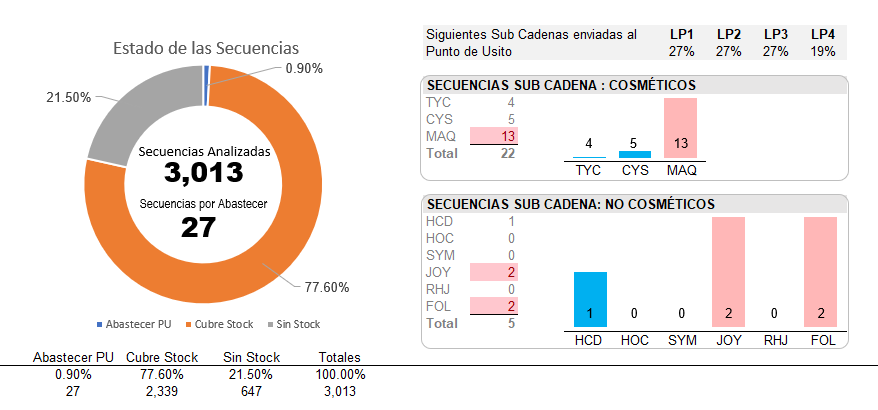 Estado de las Secuencias
0.90%
21.50%
Secuencias Analizadas
3,013
Secuencias por Abastecer
27
77.60%
Abastecer PU Cubre Stock Sin Stock
Abastecer PU Cubre Stock Sin Stock Totales
0.90% 77.60% 21.50% 100.00%
27 2,339 647 3,013
Siguientes Sub Cadenas enviadas al LP1 LP2 LP3 LP4
Punto de Usito 27% 27% 27% 19%
SECUENCIAS SUB CADENA : COSMÉTICOS
TYC 4
CYS 5
MAQ 13
Total 22
4 5 13
TYC CYS MAQ
SECUENCIAS SUB CADENA: NO COSMÉTICOS
HCD 1
HOC 0
SYM 0
JOY 2
RHJ 0
FOL 2
Total 5
1 0 0 2 0 2
HCD HOC SYM JOY RHJ FOL